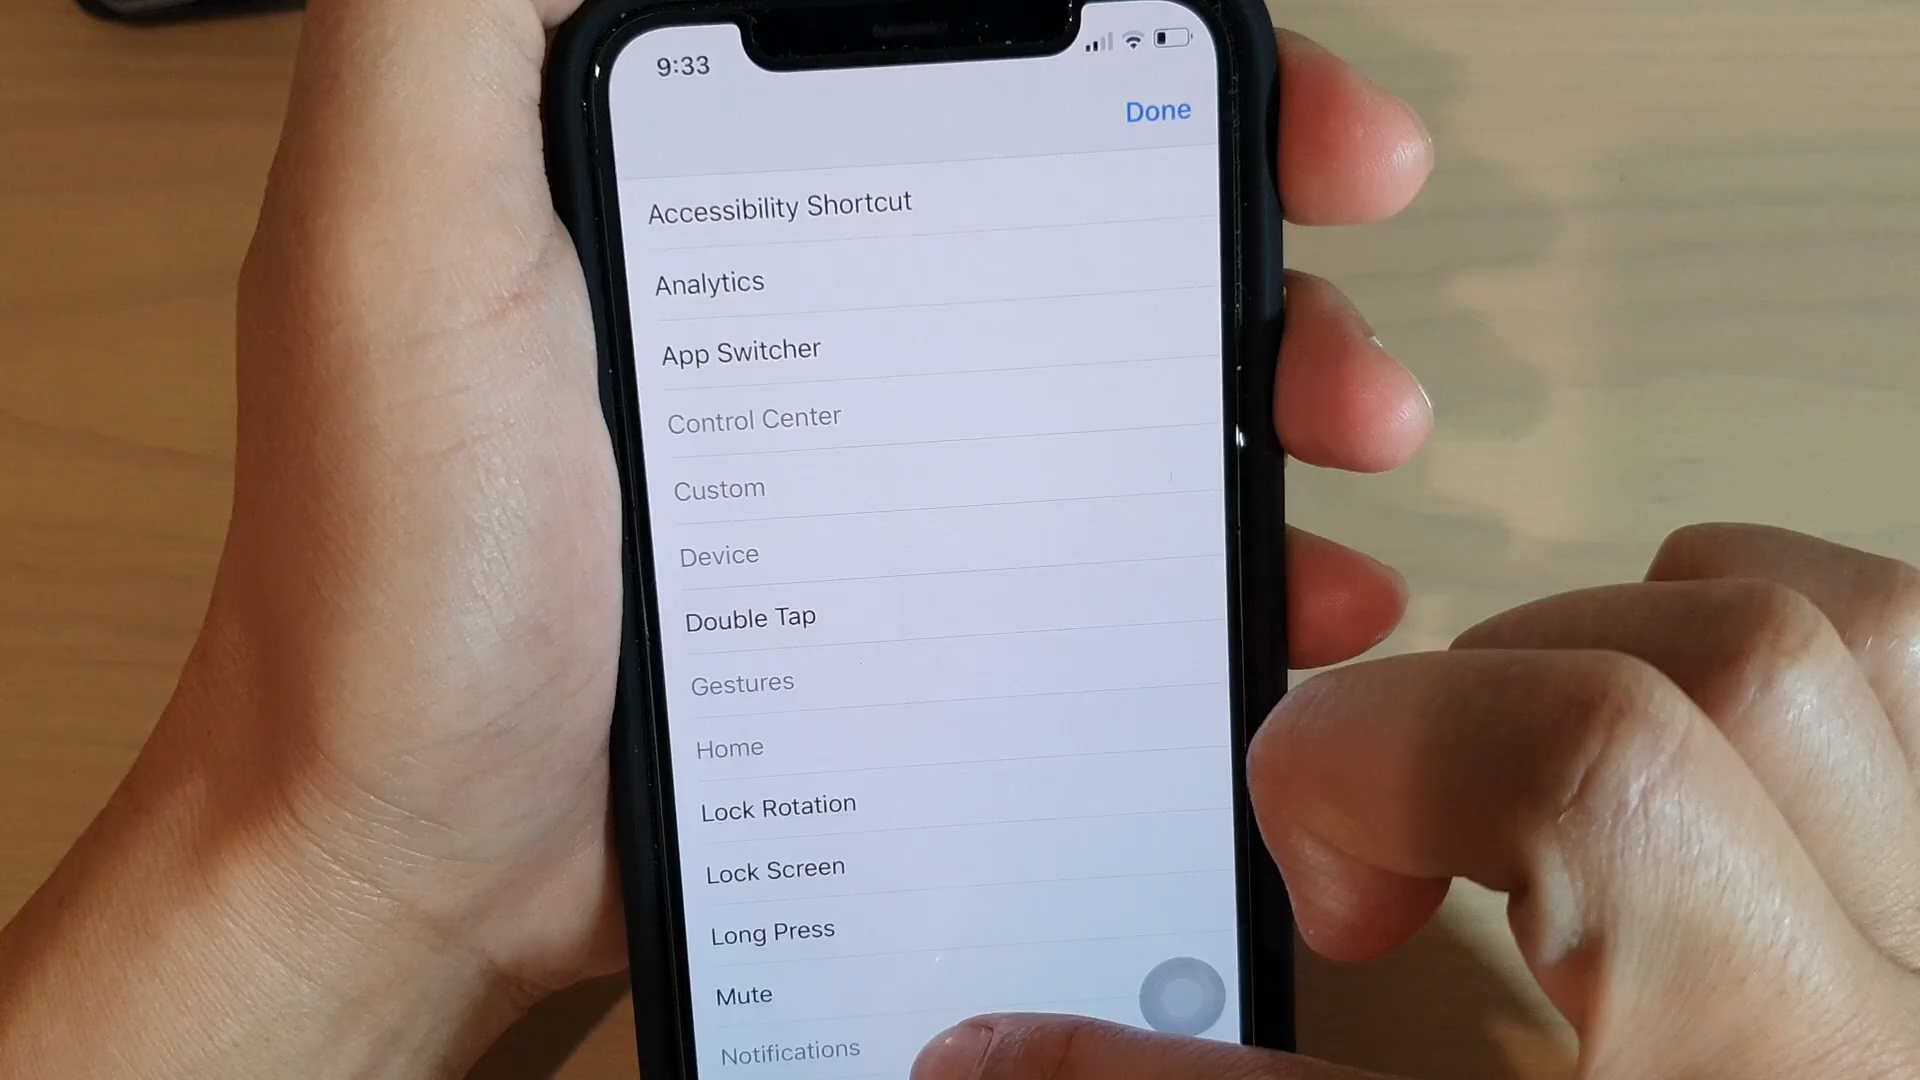 9:33
Done
Accessibility Shortcut
Analytics
App Switcher
Control Center
Custom
Device
Double Tap
Gestures
Home
Lock Rotation
Lock Screen
Long Press
Mute
Notifications